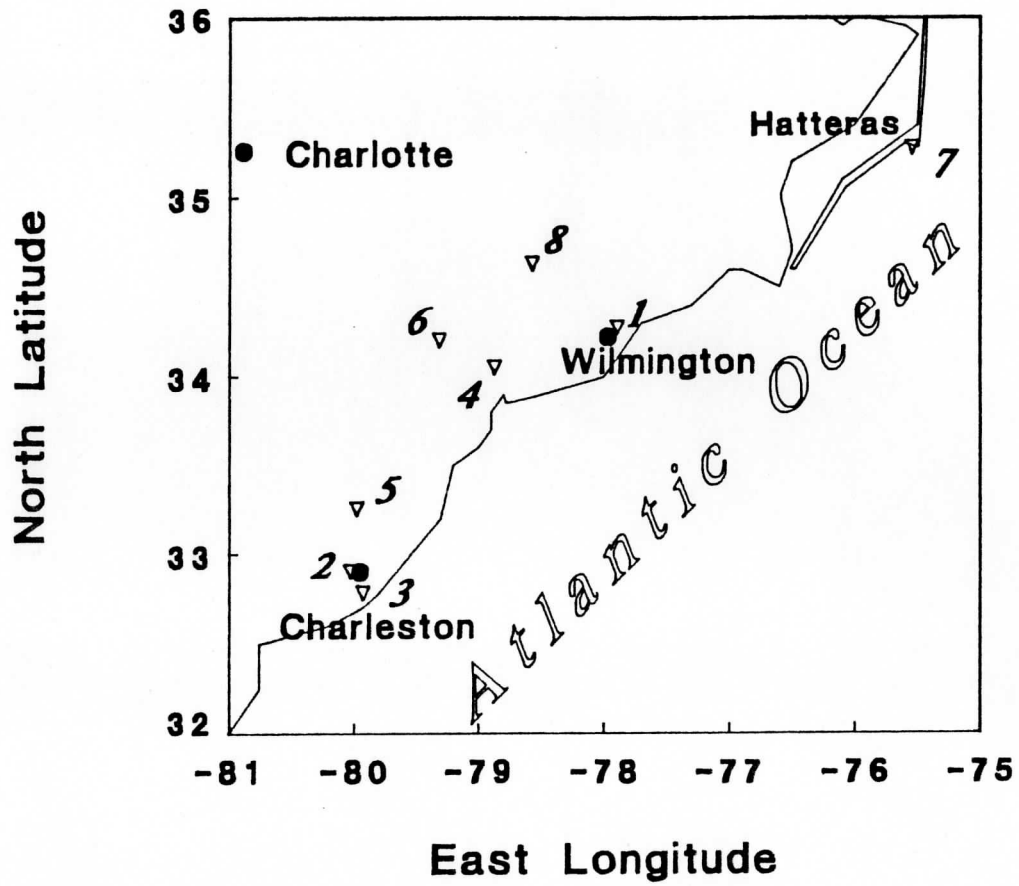 36
Hatteras
Charlotte
7
35
8
6
1
Wilmington
34
4
5
33
2
3
Charleston
32
Atlantic Ocean
North Latitude
-81 -80 -79 -78 -77 -76 -75
East Longitude